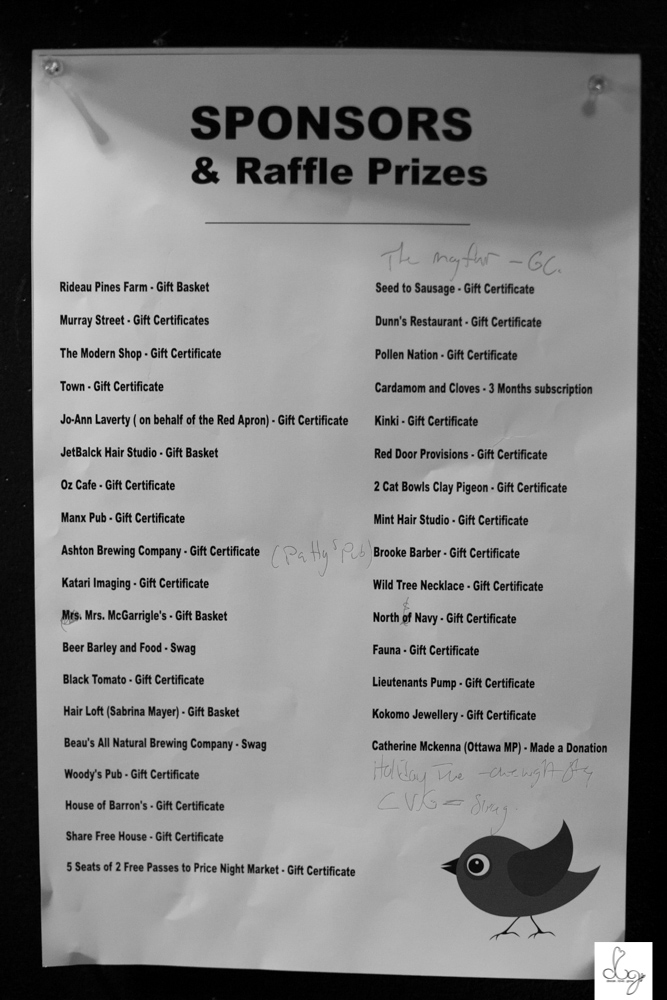 SPONSORS
& Raffle Prizes
Rideau Pines Farm - Gift Basket
Murray Street - Gift Certificates
The Modern Shop - Gift Certificate
Town - Gift Certificate
Jo-Ann Laverty ( on behalf of the Red Apron) - Gift Certificate
JetBalck Hair Studio - Gift Basket
Oz Cafe - Gift Certificate
Manx Pub - Gift Certificate
Ashton Brewing Company - Gift Certificate (Patty's Pub)
Katari Imaging - Gift Certificate
Mrs. Mrs. McGarrigle's - Gift Basket
Beer Barley and Food - Swag
Black Tomato - Gift Certificate
Hair Loft (Sabrina Mayer) - Gift Basket
Beau's All Natural Brewing Company - Swag
Woody's Pub - Gift Certificate
House of Barron's - Gift Certificate
Share Free House - Gift Certificate
5 Seats of 2 Free Passes to Price Night Market - Gift Certificate
The - GC.
Seed to Sausage - Gift Certificate
Dunn's Restaurant - Gift Certificate
Pollen Nation - Gift Certificate
Cardamom and Cloves - 3 Months subscription
Kinki - Gift Certificate
Red Door Provisions - Gift Certificate
2 Cat Bowls Clay Pigeon - Gift Certificate
Mint Hair Studio - Gift Certificate
Brooke Barber - Gift Certificate
Wild Tree Necklace - Gift Certificate
North of Navy - Gift Certificate
Fauna - Gift Certificate
Lieutenants Pump - Gift Certificate
Kokomo Jewellery - Gift Certificate
Catherine Mckenna (Ottawa MP) - Made a Donation
Holiday